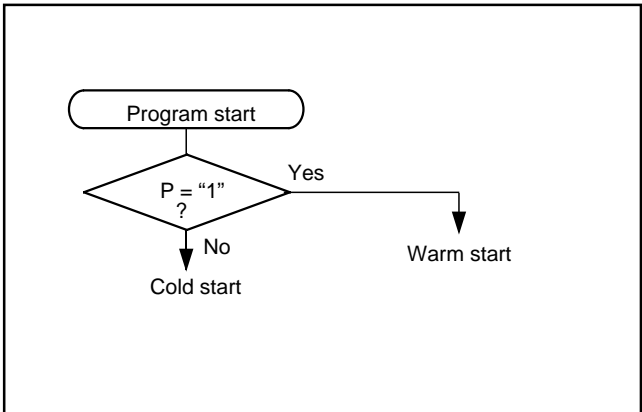 Program start
Yes
P = “1”
?
No
Warm start
Cold start